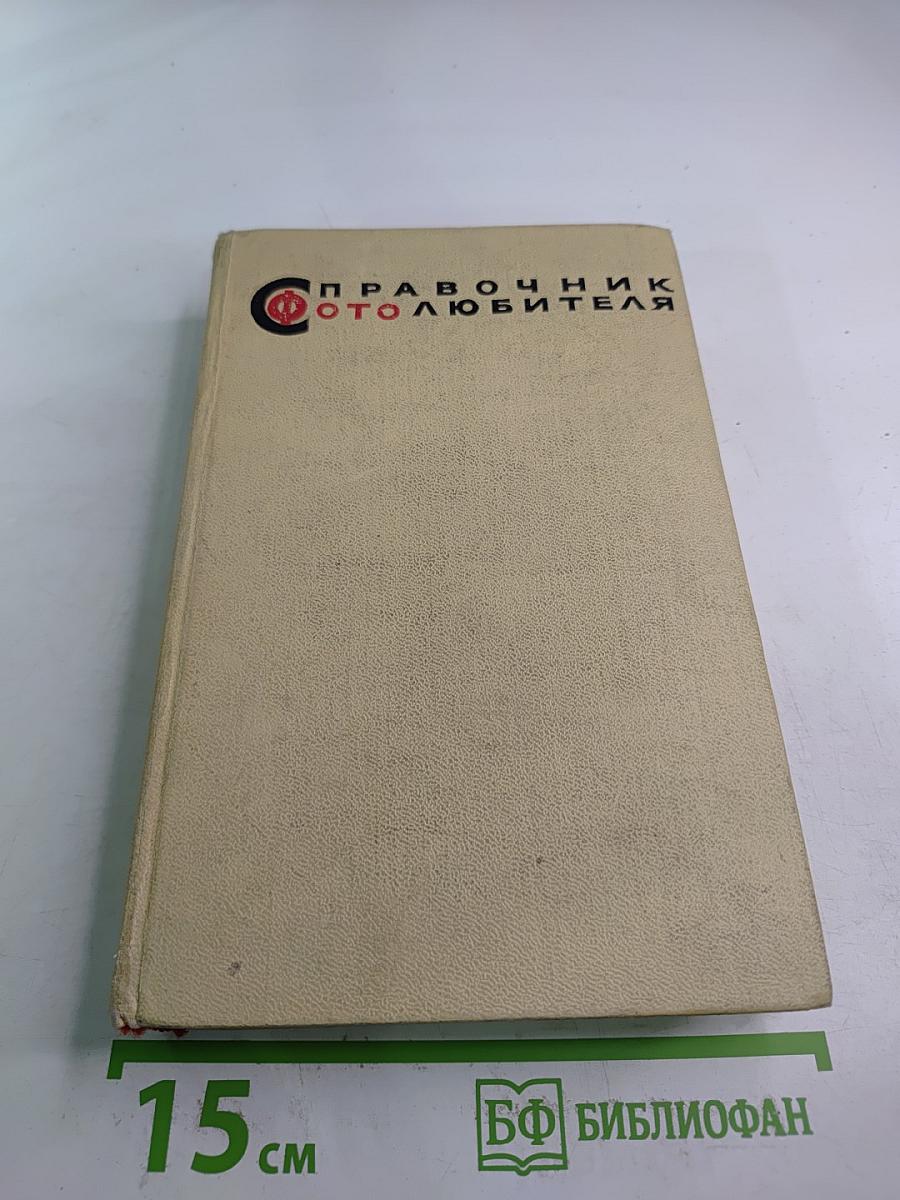 СПРАВОЧНИК
ФОТОЛЮБИТЕЛЯ
15 см
БФ БИБЛИОФАН